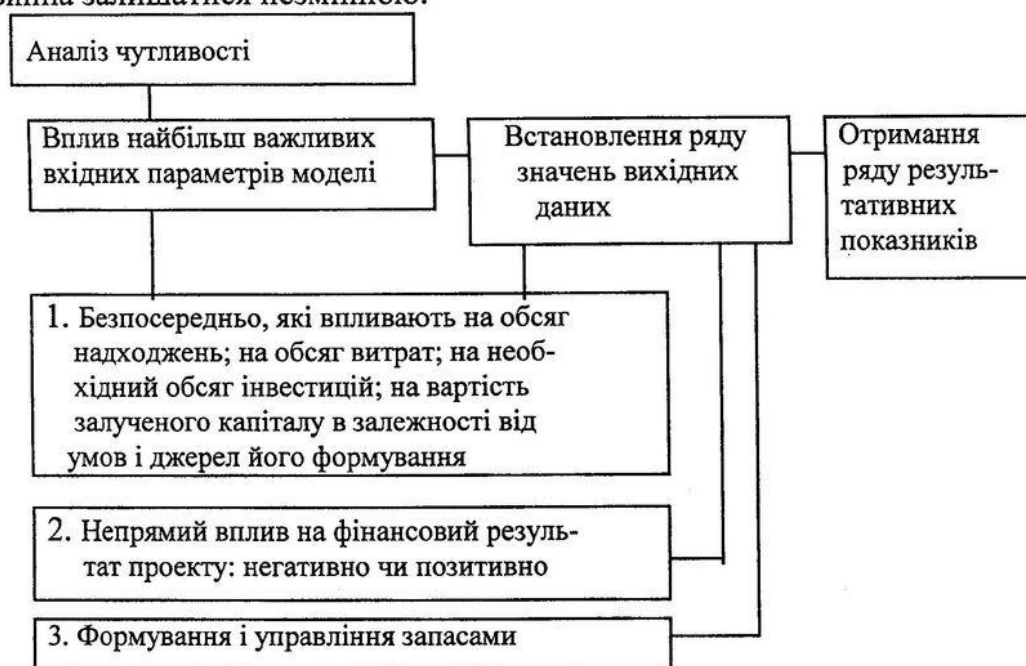 залишатися незмінною.
Аналіз чутливості
Вплив найбільш важливих
вхідних параметрів моделі
Встановлення ряду
значень вихідних
даних
Отримання
ряду резуль-
тативних
показників
1. Безпосередньо, які впливають на обсяг
надходжень; на обсяг витрат; на необ-
хідний обсяг інвестицій; на вартість
залученого капіталу в залежності від
умов і джерел його формування
2. Непрямий вплив на фінансовий резуль-
тат проекту: негативно чи позитивно
3. Формування і управління запасами